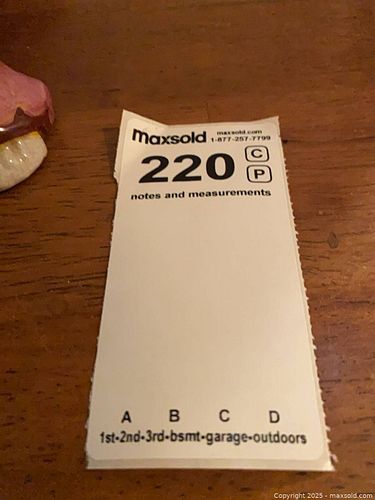 maxsold maxsold.com
1-877-257-7799
220 C
P
notes and measurements
A B C D
1st-2nd-3rd-bsmt-garage-outdoors
Copyright 2025 - maxsold.com